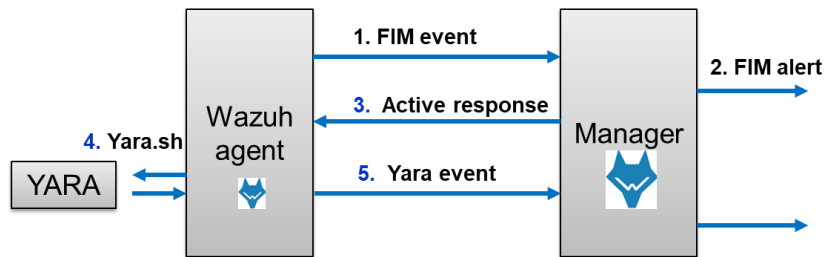 1. FIM event
2. FIM alert
3. Active response
Wazuh
agent
Manager
4. Yara.sh
5. Yara event
YARA